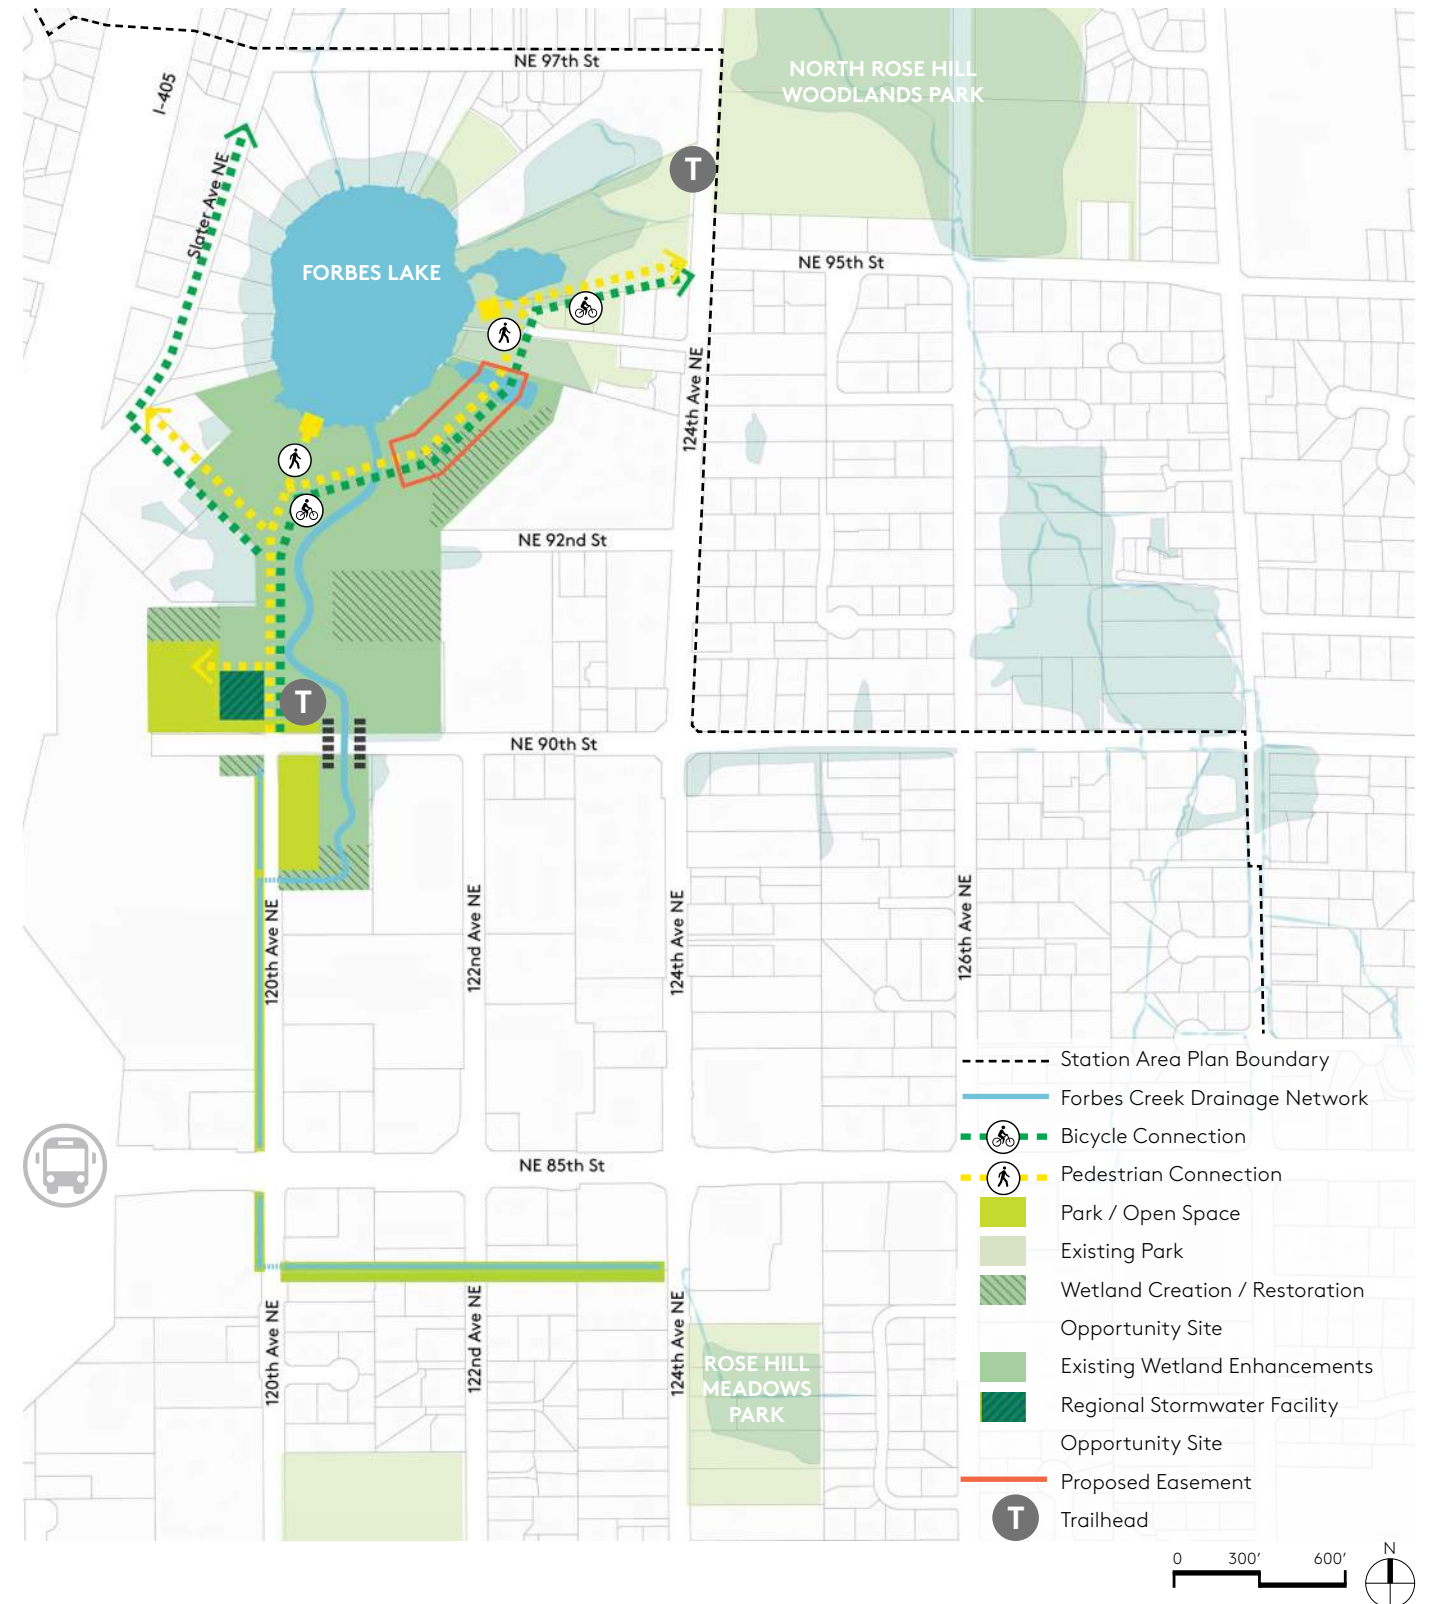 NE 97th St
NORTH ROSE HILL
WOODLANDS PARK
I-405
T
Slater Ave NE
FORBES LAKE
NE 95th St
124th Ave NE
NE 92nd St
T
NE 90th St
120th Ave NE
122nd Ave NE
124th Ave NE
126th Ave NE
NE 85th St
120th Ave NE
122nd Ave NE
124th Ave NE
ROSE HILL
MEADOWS
PARK
Station Area Plan Boundary
Forbes Creek Drainage Network
Bicycle Connection
Pedestrian Connection
Park / Open Space
Existing Park
Wetland Creation / Restoration
Opportunity Site
Existing Wetland Enhancements
Regional Stormwater Facility
Opportunity Site
Proposed Easement
T Trailhead
0 300' 600'
N